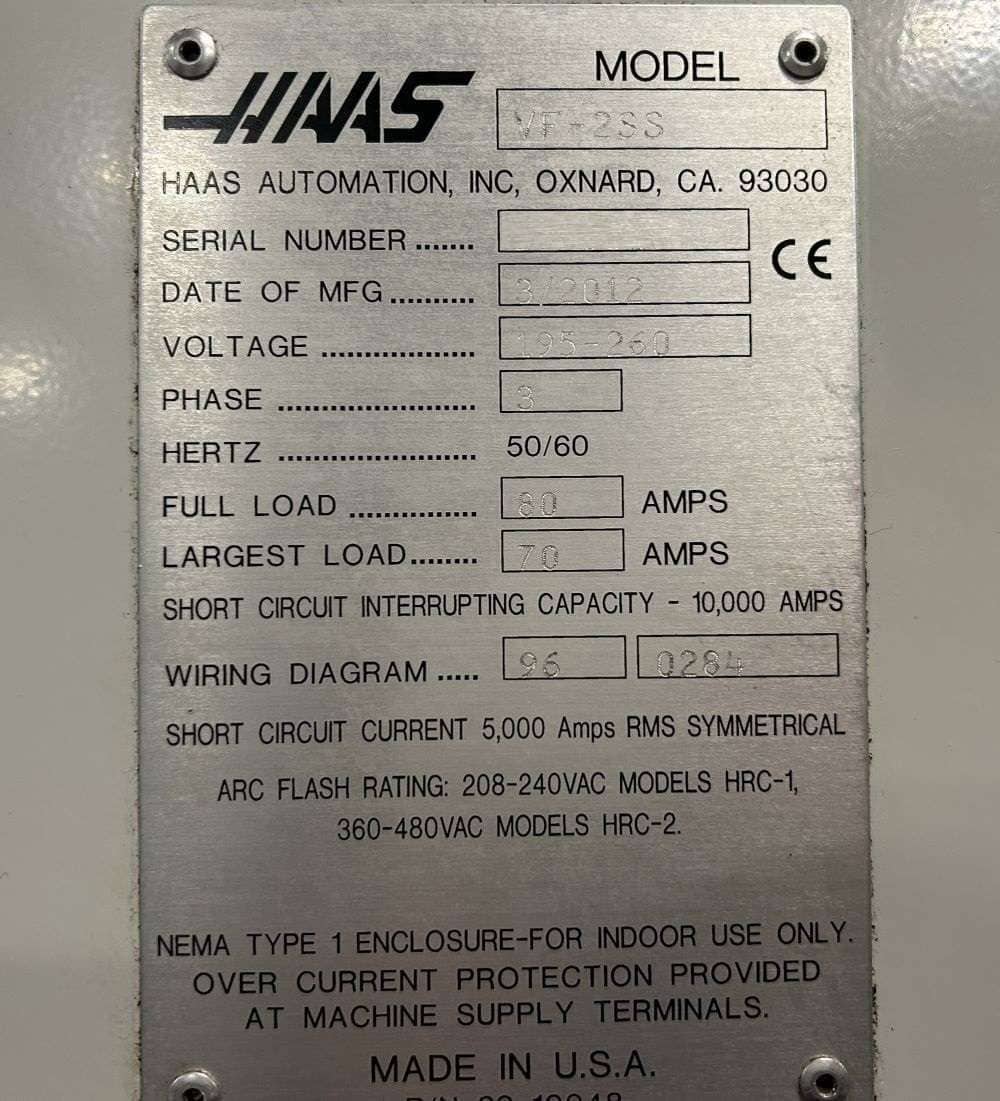 MODEL
HAAS VF-2SS
HAAS AUTOMATION, INC, OXNARD, CA. 93030
SERIAL NUMBER .......
CE
DATE OF MFG .......... 3/2012
VOLTAGE .................. 195-260
PHASE ....................... 3
HERTZ ....................... 50/60
FULL LOAD ............... 80 AMPS
LARGEST LOAD........ 70 AMPS
SHORT CIRCUIT INTERRUPTING CAPACITY - 10,000 AMPS
WIRING DIAGRAM ..... 96 0284
SHORT CIRCUIT CURRENT 5,000 Amps RMS SYMMETRICAL
ARC FLASH RATING: 208-240VAC MODELS HRC-1,
360-480VAC MODELS HRC-2.
NEMA TYPE 1 ENCLOSURE-FOR INDOOR USE ONLY.
OVER CURRENT PROTECTION PROVIDED
AT MACHINE SUPPLY TERMINALS.
MADE IN U.S.A.